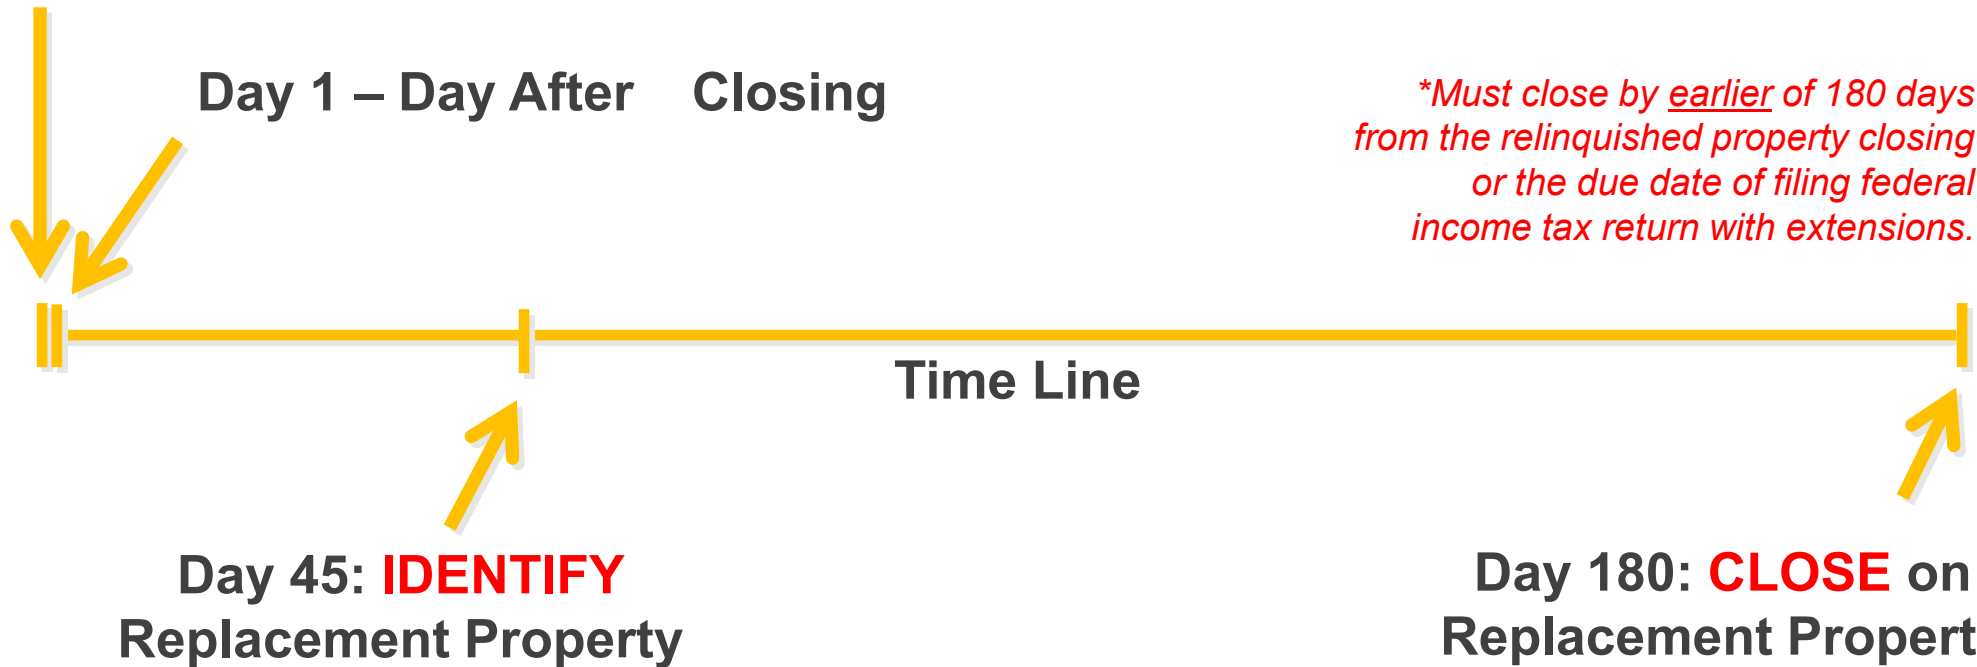 Day 1 – Day After Closing
*Must close by earlier of 180 days
from the relinquished property closing
or the due date of filing federal
income tax return with extensions.
Time Line
Day 45: IDENTIFY
Replacement Property
Day 180: CLOSE on
Replacement Propert